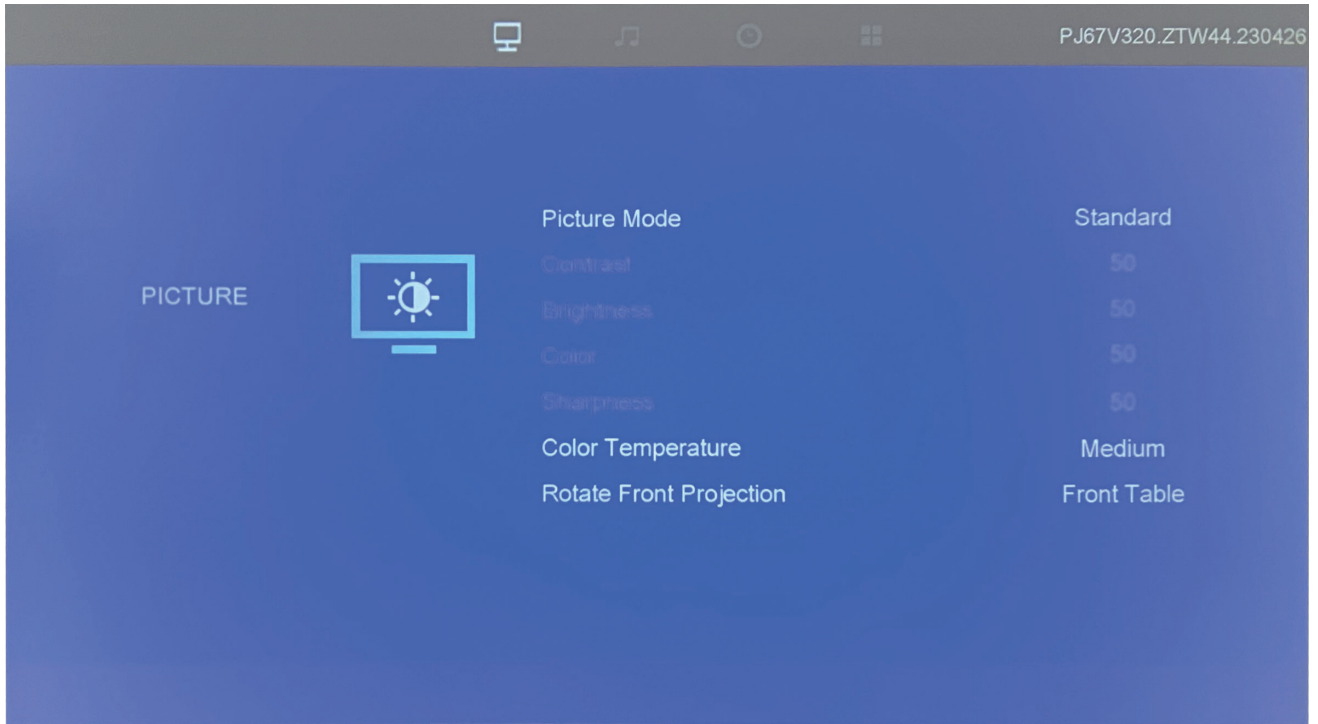 PJ67V320.ZTW44.230426
Picture Mode Standard
Contrast 50
Brightness 50
PICTURE
Color 50
Sharpness 50
Color Temperature Medium
Rotate Front Projection Front Table